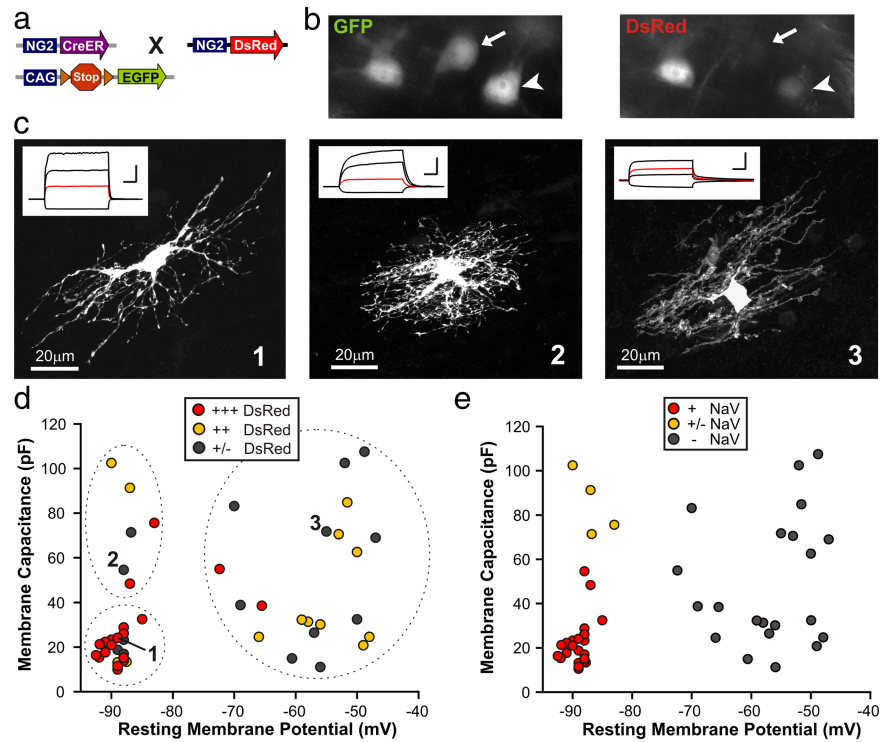 a
NG2 CreER X NG2 DsRed
CAG Stop EGFP
b
GFP
DsRed
c
20μm 1
20μm 2
20μm 3
d
+++ DsRed
++ DsRed
+/- DsRed
Membrane Capacitance (pF)
120
100
80
60
40
20
0
2
3
1
-90 -80 -70 -60 -50 -40
Resting Membrane Potential (mV)
e
+ NaV
+/- NaV
- NaV
Membrane Capacitance (pF)
120
100
80
60
40
20
0
-90 -80 -70 -60 -50 -40
Resting Membrane Potential (mV)